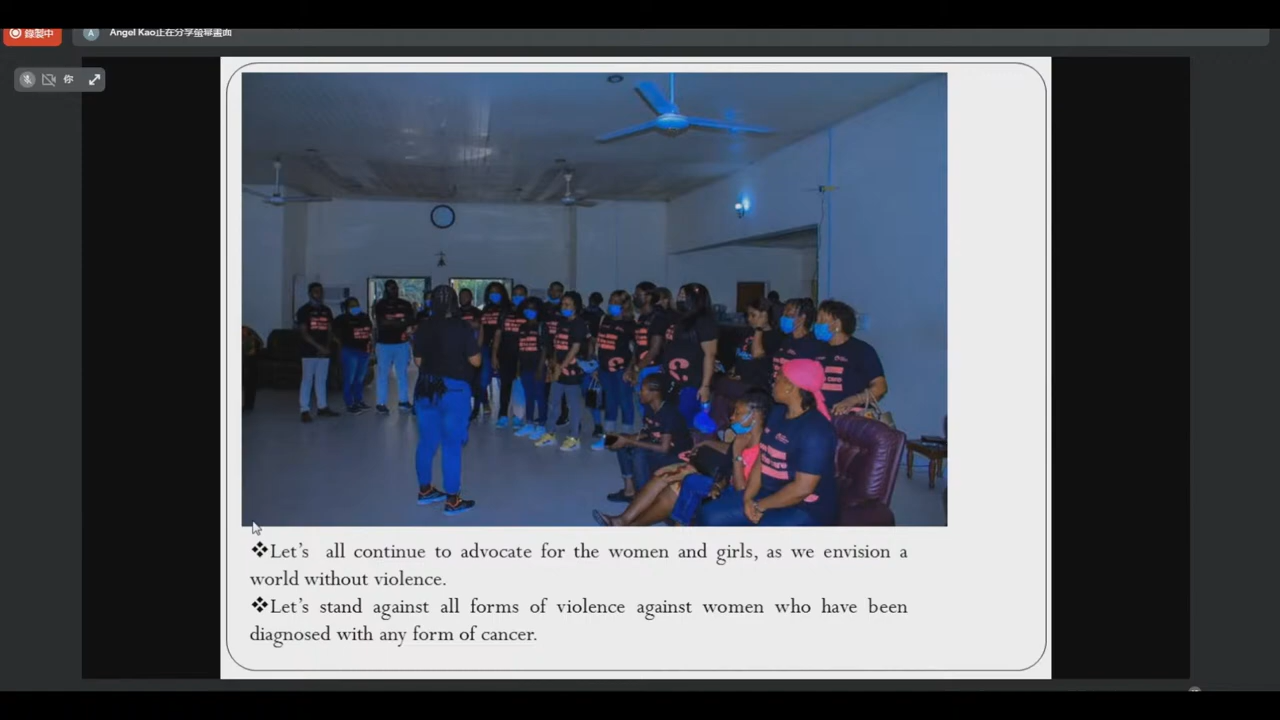 錄製中
A Angel Kao正在分享螢幕畫面
你
❖Let’s all continue to advocate for the women and girls, as we envision a
world without violence.
❖Let’s stand against all forms of violence against women who have been
diagnosed with any form of cancer.